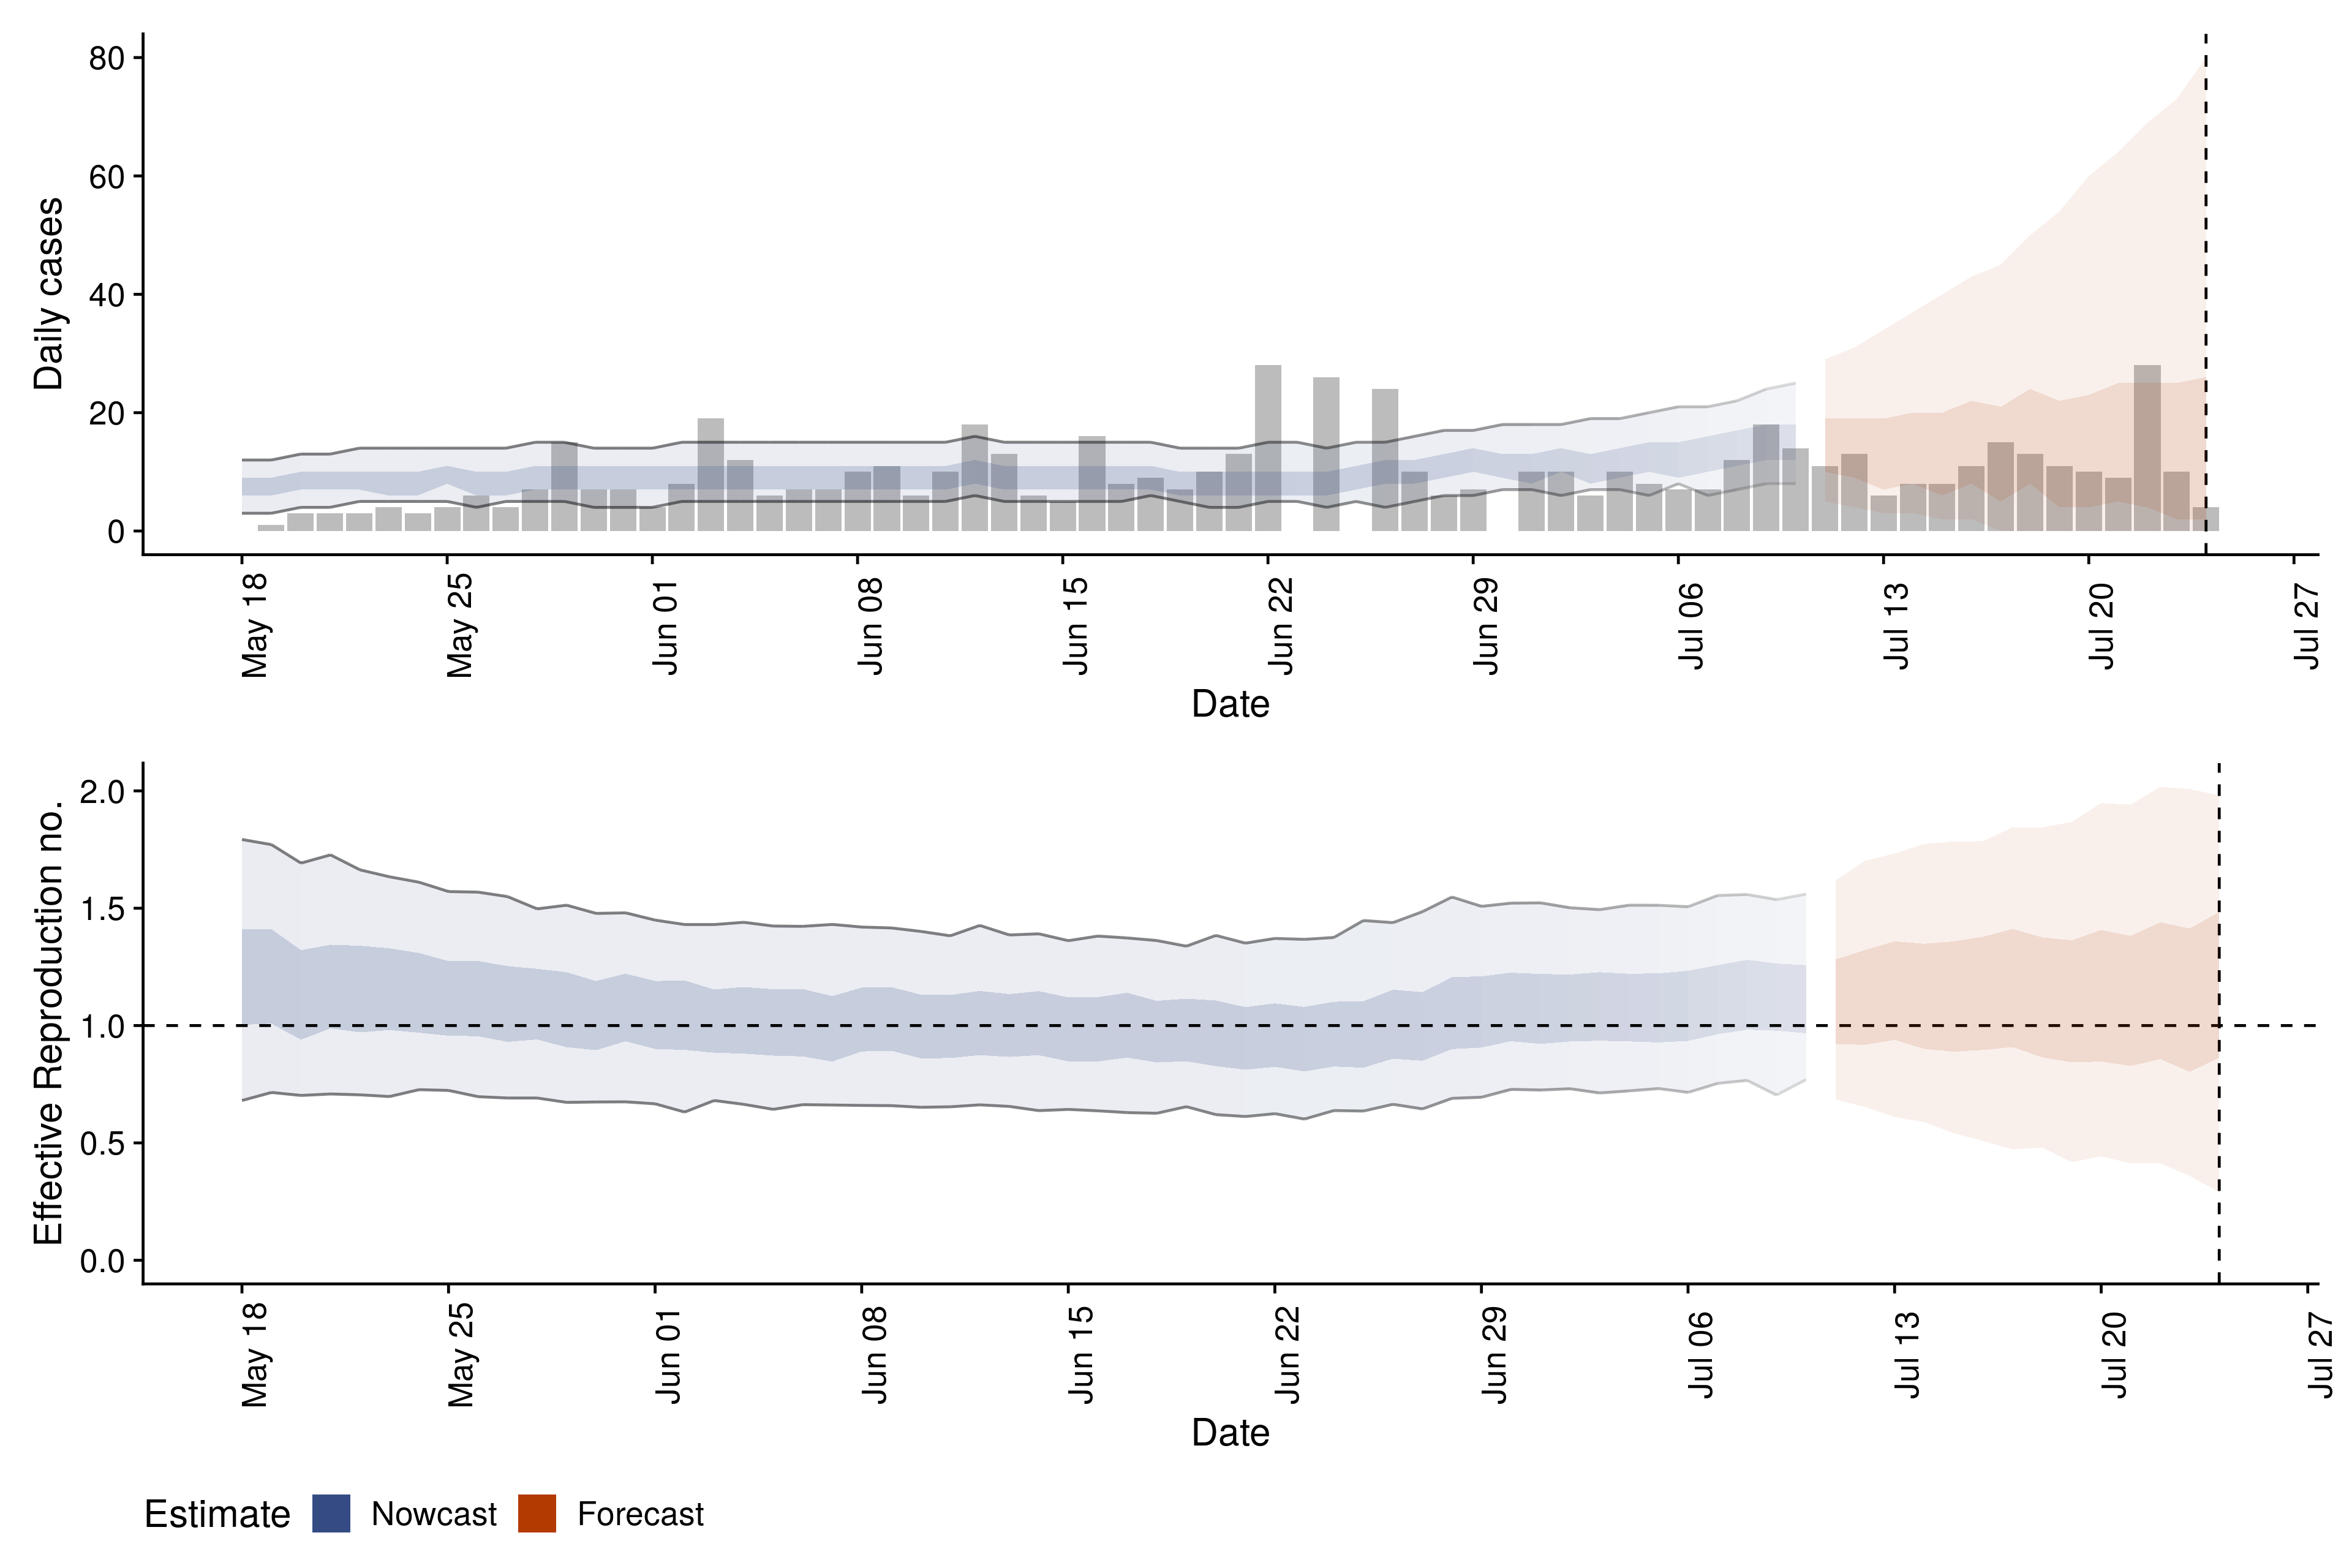 80
60
40
20
0
Daily cases
May 18
May 25
Jun 01
Jun 08
Jun 15
Jun 22
Jun 29
Jul 06
Jul 13
Jul 20
Jul 27
Date
2.0
1.5
1.0
0.5
0.0
Effective Reproduction no.
May 18
May 25
Jun 01
Jun 08
Jun 15
Jun 22
Jun 29
Jul 06
Jul 13
Jul 20
Jul 27
Date
Estimate Nowcast Forecast